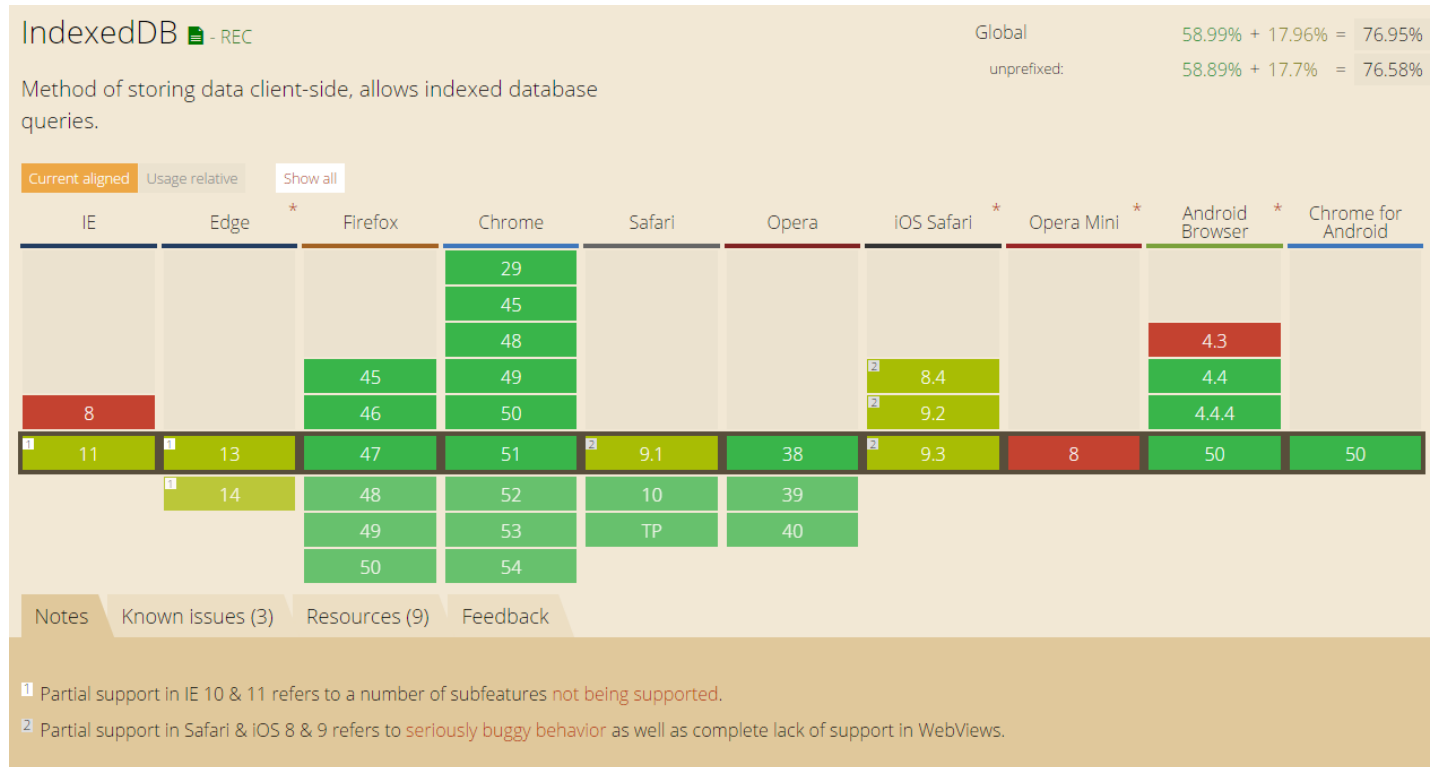 IndexedDB - REC
Global 58.99% + 17.96% = 76.95%
unprefixed: 58.89% + 17.7% = 76.58%
Method of storing data client-side, allows indexed database
queries.
Current aligned Usage relative Show all
IE Edge * Firefox Chrome Safari Opera iOS Safari * Opera Mini * Android Browser * Chrome for Android
29
45
48 4.3
45 49 2 8.4 4.4
8 46 50 2 9.2 4.4.4
1 11 1 13 47 51 2 9.1 38 2 9.3 8 50 50
1 14 48 52 10 39
49 53 TP 40
50 54
Notes Known issues (3) Resources (9) Feedback
1 Partial support in IE 10 & 11 refers to a number of subfeatures not being supported.
2 Partial support in Safari & iOS 8 & 9 refers to seriously buggy behavior as well as complete lack of support in WebViews.